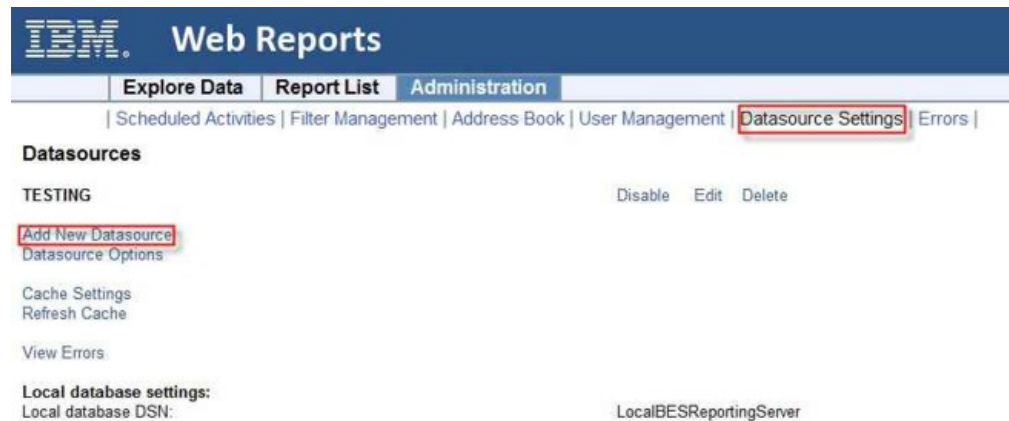 IBM. Web Reports
Explore Data | Report List | Administration
| Scheduled Activities | Filter Management | Address Book | User Management | Datasource Settings | Errors |
Datasources
TESTING Disable Edit Delete
Add New Datasource
Datasource Options
Cache Settings
Refresh Cache
View Errors
Local database settings:
Local database DSN: LocalBESReportingServer